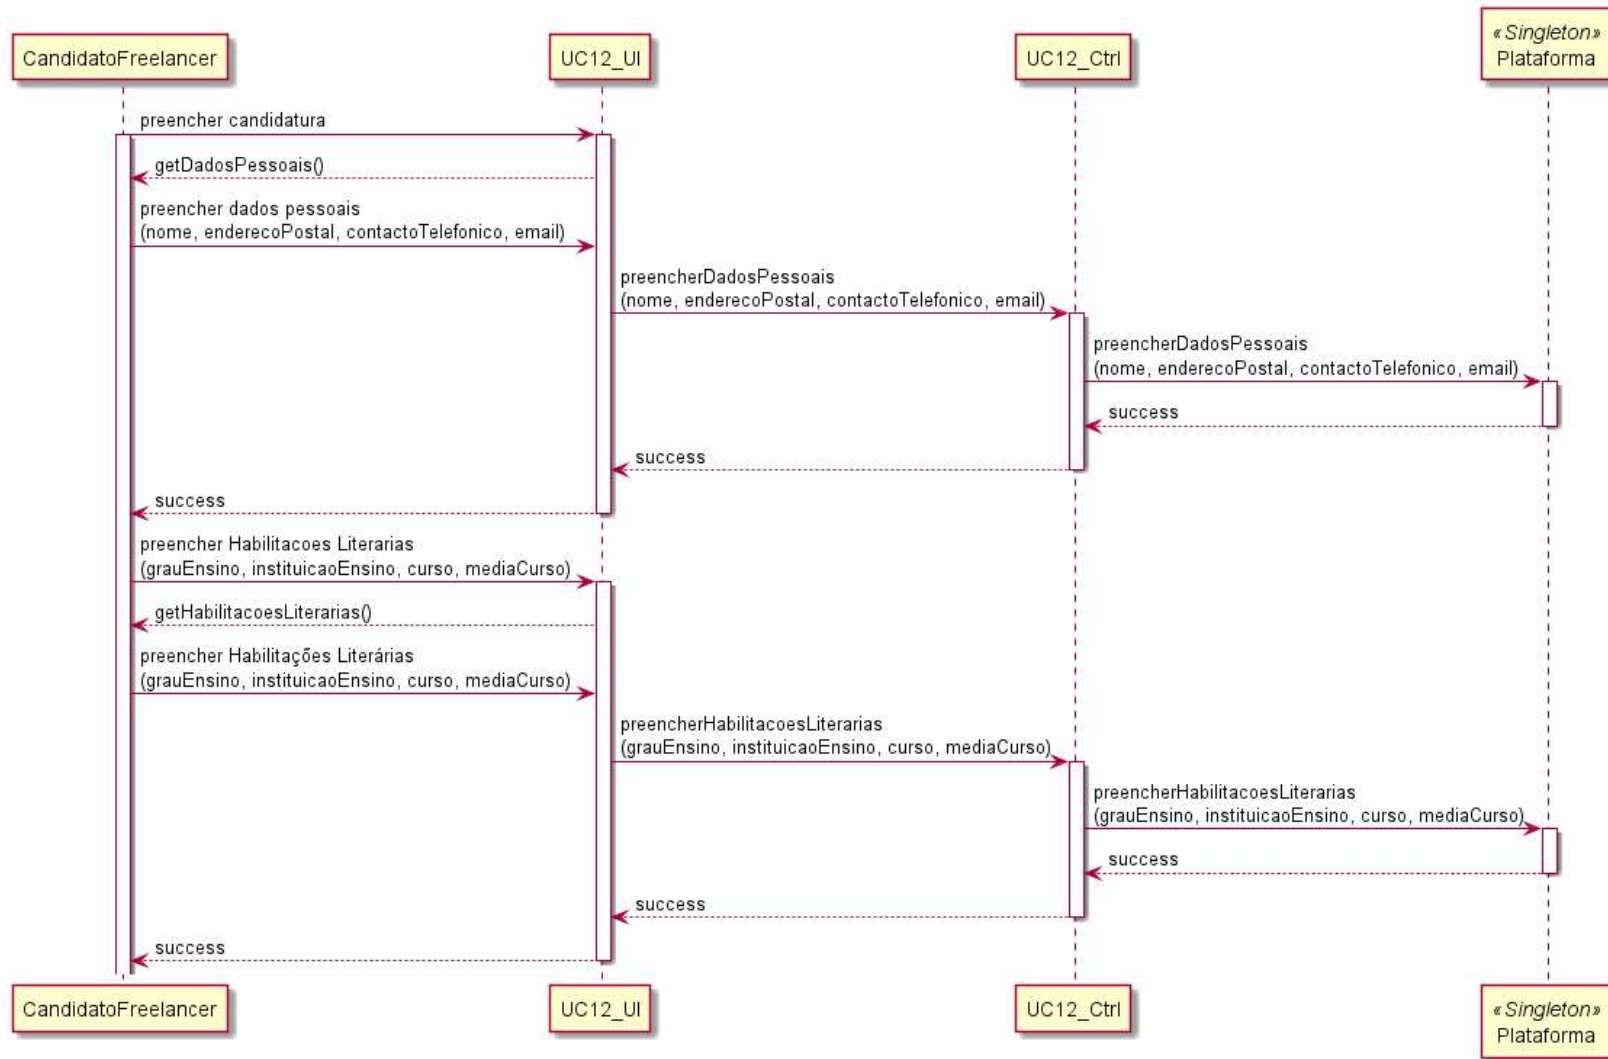 «Singleton»
CandidatoFreelancer UC12_UI UC12_Ctrl Plataforma
preencher candidatura
getDadosPessoais()
preencher dados pessoais
(nome, enderecoPostal, contactoTelefonico, email)
preencherDadosPessoais
(nome, enderecoPostal, contactoTelefonico, email)
preencherDadosPessoais
(nome, enderecoPostal, contactoTelefonico, email)
success
success
success
preencher Habilitacoes Literarias
(grauEnsino, instituicaoEnsino, curso, mediaCurso)
getHabilitacoesLiterarias()
preencher Habilitações Literárias
(grauEnsino, instituicaoEnsino, curso, mediaCurso)
preencherHabilitacoesLiterarias
(grauEnsino, instituicaoEnsino, curso, mediaCurso)
preencherHabilitacoesLiterarias
(grauEnsino, instituicaoEnsino, curso, mediaCurso)
success
success
success
CandidatoFreelancer UC12_UI UC12_Ctrl «Singleton»
Plataforma